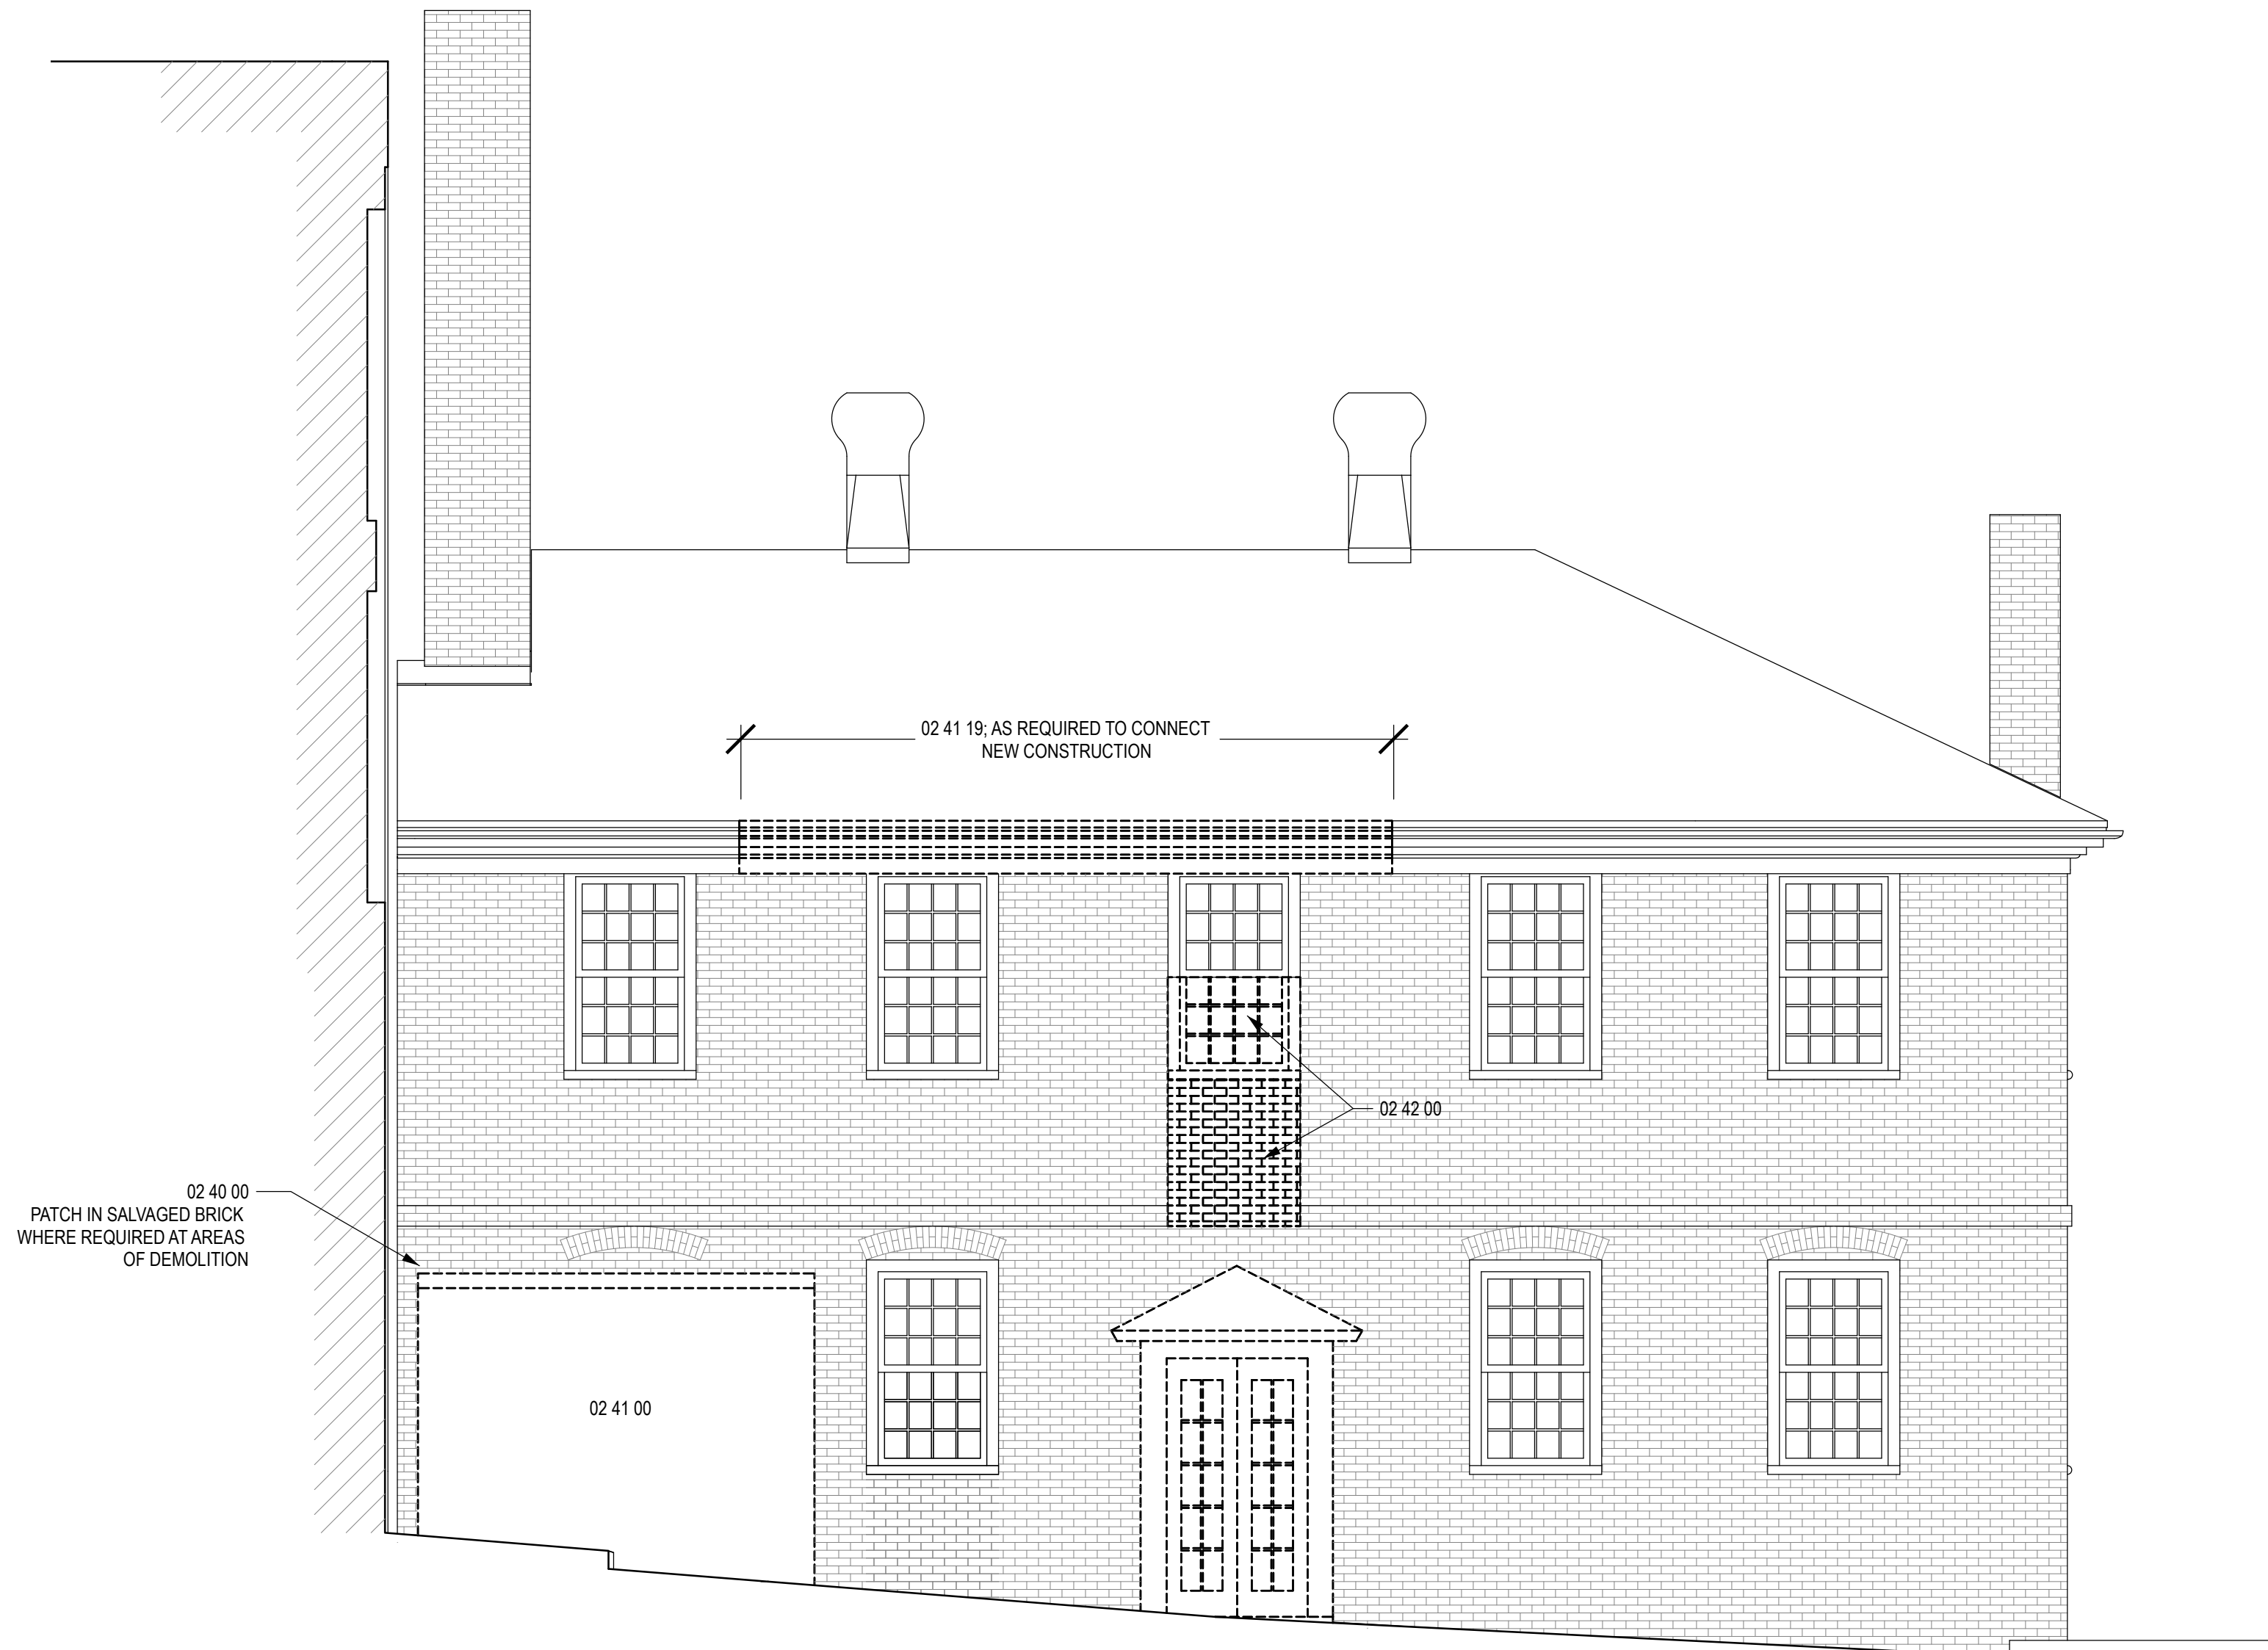 02 41 19; AS REQUIRED TO CONNECT
NEW CONSTRUCTION
02 42 00
02 40 00
PATCH IN SALVAGED BRICK
WHERE REQUIRED AT AREAS
OF DEMOLITION
02 41 00